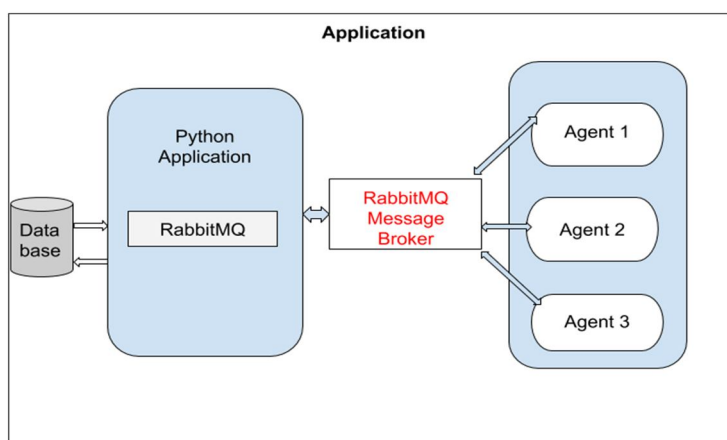 Application
Python
Application
RabbitMQ
Data
base
RabbitMQ
Message
Broker
Agent 1
Agent 2
Agent 3